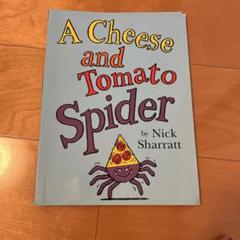 A Cheese
and
Tomato
Spider
by Nick
Sharratt